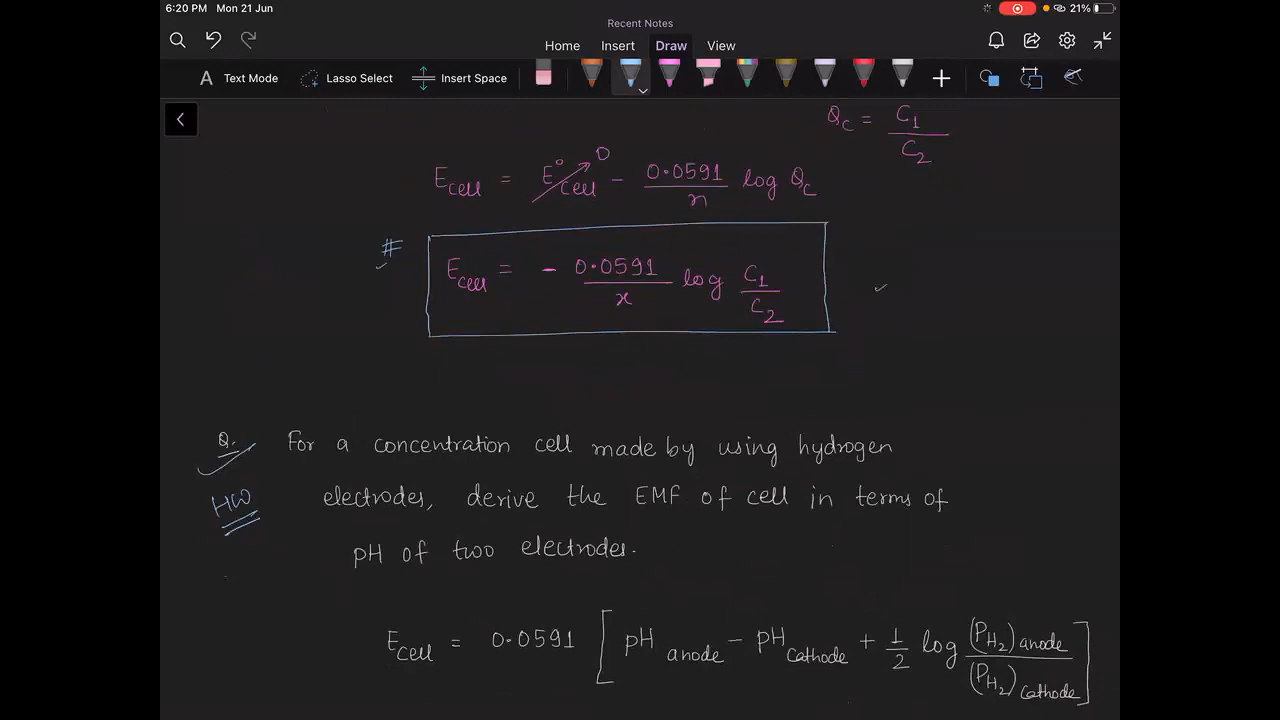 6:20 PM Mon 21 Jun
21%
Recent Notes
Home Insert Draw View
Text Mode Lasso Select Insert Space
Q_C = C_1/C_2
E_cell = E°_cell → 0 - 0.0591/n log Q_C
#
E_cell = - 0.0591/x log C_1/C_2
Q. For a concentration cell made by using hydrogen
HW electrodes, derive the EMF of cell in terms of
pH of two electrodes.
E_cell = 0.0591 [pH_anode - pH_Cathode + 1/2 log (P_H2)_anode/(P_H2)_Cathode]